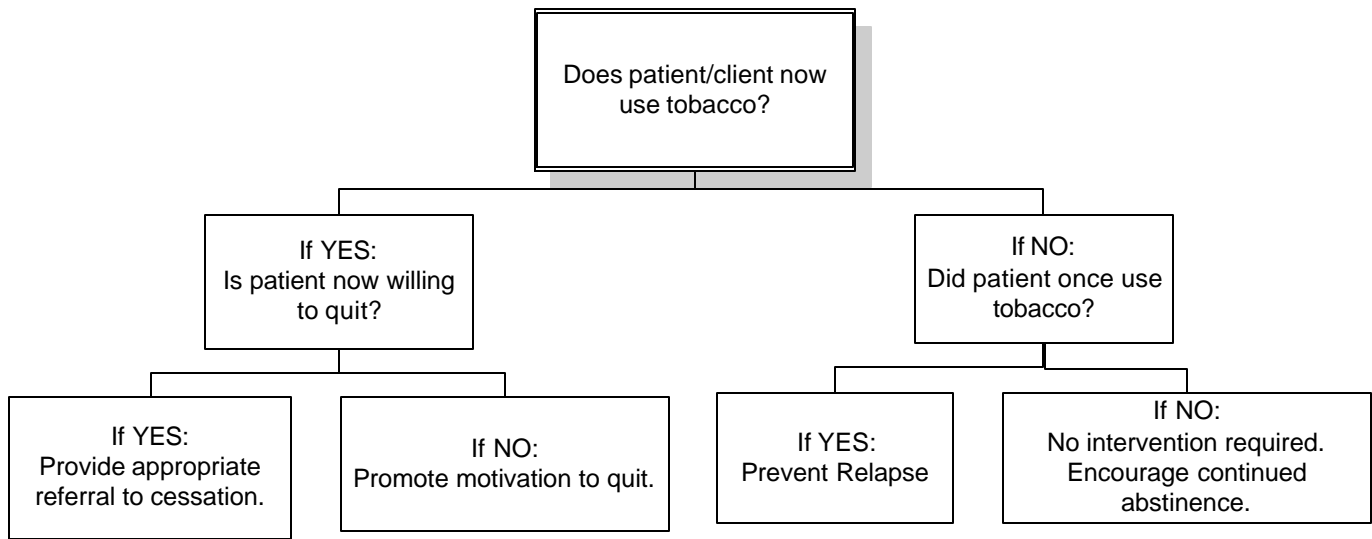 Does patient/client now
use tobacco?
If YES:
Is patient now willing
to quit?
If NO:
Did patient once use
tobacco?
If YES:
Provide appropriate
referral to cessation.
If NO:
Promote motivation to quit.
If YES:
Prevent Relapse
If NO:
No intervention required.
Encourage continued
abstinence.